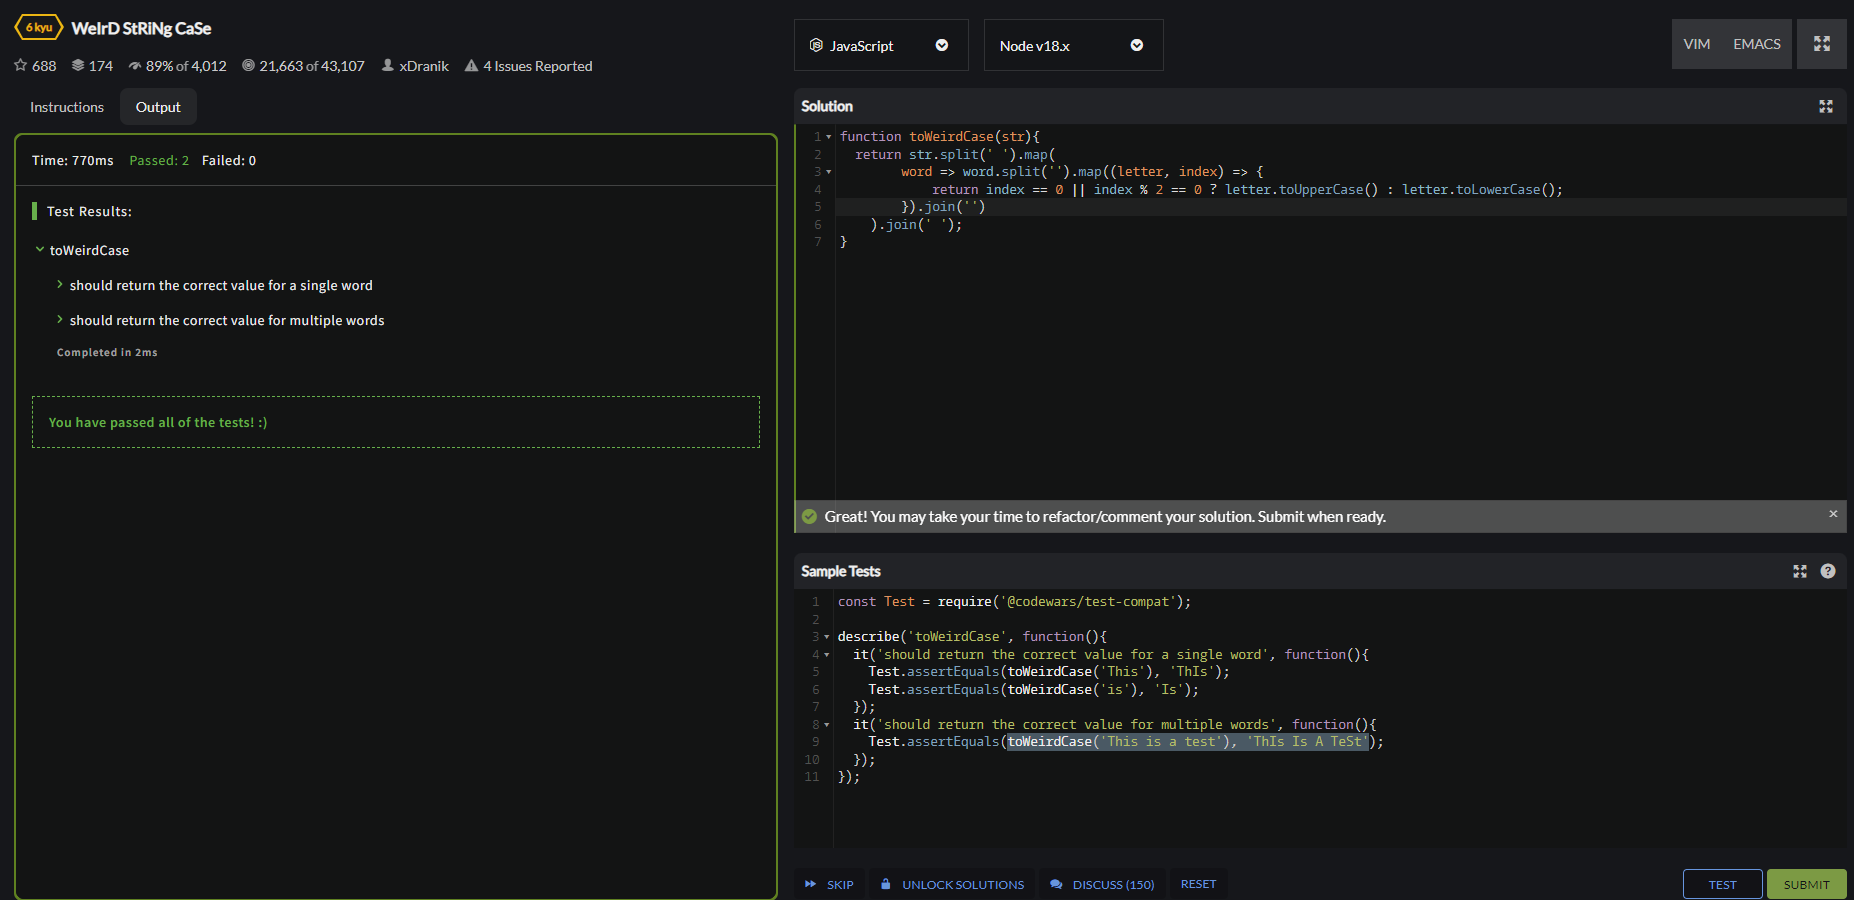 6 kyu WeIrD StRiNg CaSe
688 174 89% of 4,012 21,663 of 43,107 xDranik 4 Issues Reported
Instructions Output
Time: 770ms Passed: 2 Failed: 0
Test Results:
toWeirdCase
should return the correct value for a single word
should return the correct value for multiple words
Completed in 2ms
You have passed all of the tests! :)
JavaScript Node v18.x VIM EMACS
Solution
1 function toWeirdCase(str){
2 return str.split(' ').map(
3 word => word.split('').map((letter, index) => {
4 return index == 0 || index % 2 == 0 ? letter.toUpperCase() : letter.toLowerCase();
5 }).join('')
6 ).join(' ');
7 }
Great! You may take your time to refactor/comment your solution. Submit when ready. ×
Sample Tests ?
1 const Test = require('@codewars/test-compat');
2
3 describe('toWeirdCase', function(){
4 it('should return the correct value for a single word', function(){
5 Test.assertEquals(toWeirdCase('This'), 'ThIs');
6 Test.assertEquals(toWeirdCase('is'), 'Is');
7 });
8 it('should return the correct value for multiple words', function(){
9 Test.assertEquals(toWeirdCase('This is a test'), 'ThIs Is A TeSt');
10 });
11 });
SKIP UNLOCK SOLUTIONS DISCUSS (150) RESET TEST SUBMIT